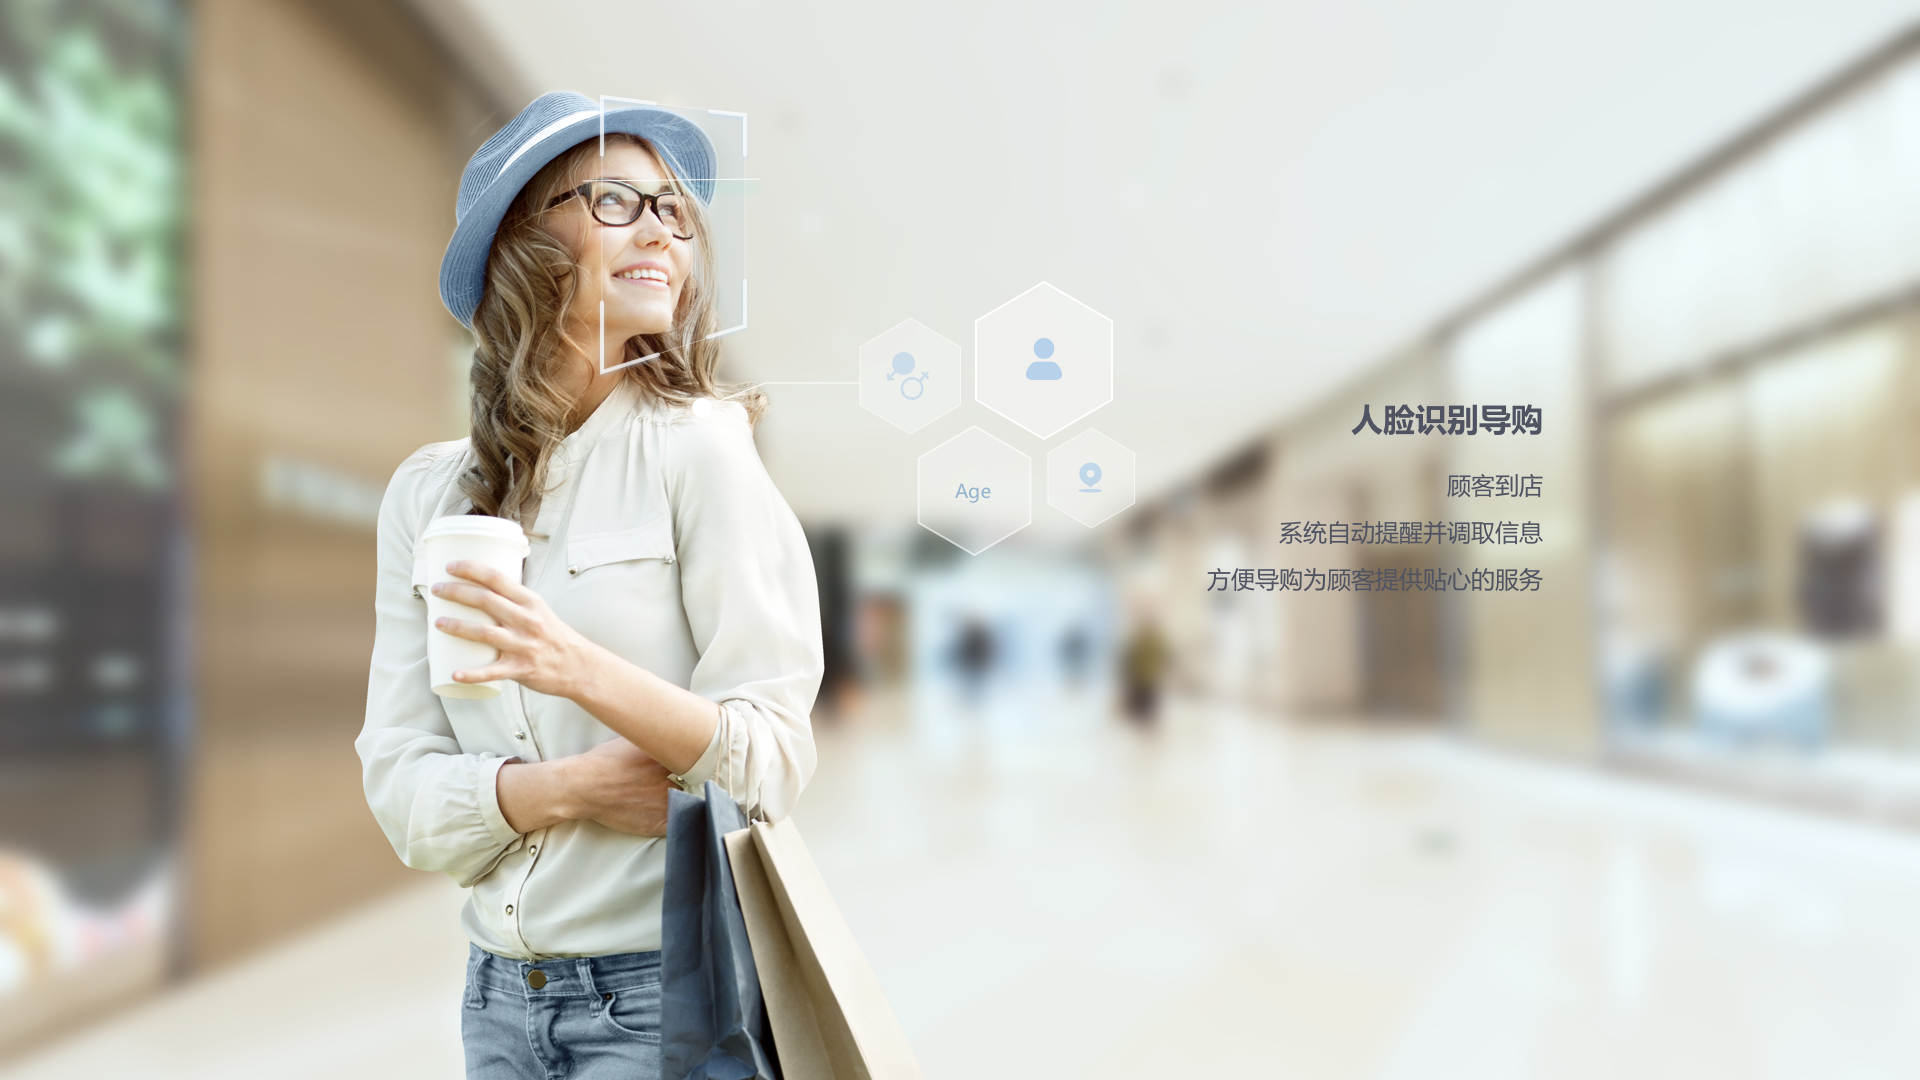 Age
人脸识别导购
顾客到店
系统自动提醒并调取信息
方便导购为顾客提供贴心的服务